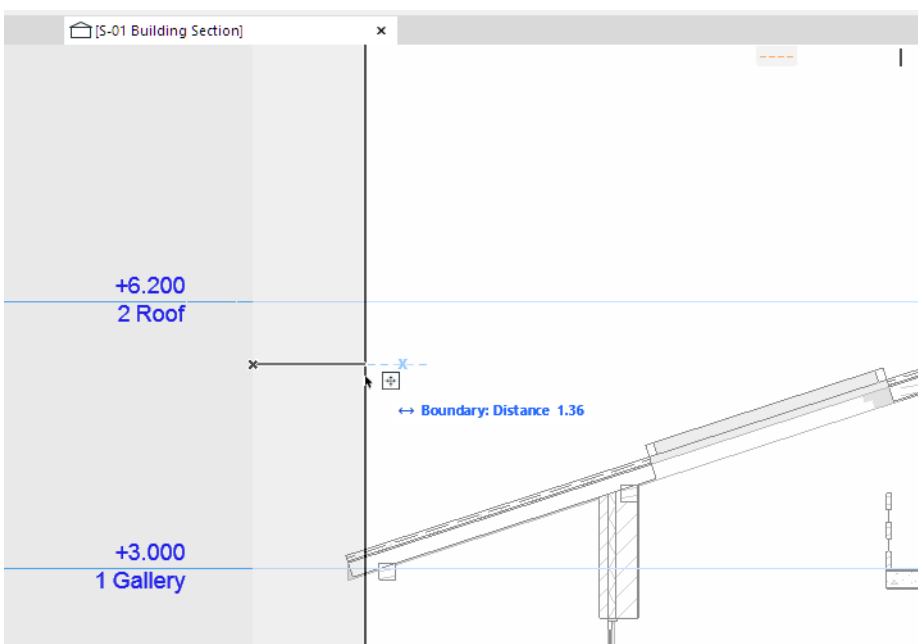 [S-01 Building Section]
+6.200
2 Roof
Boundary: Distance 1.36
+3.000
1 Gallery